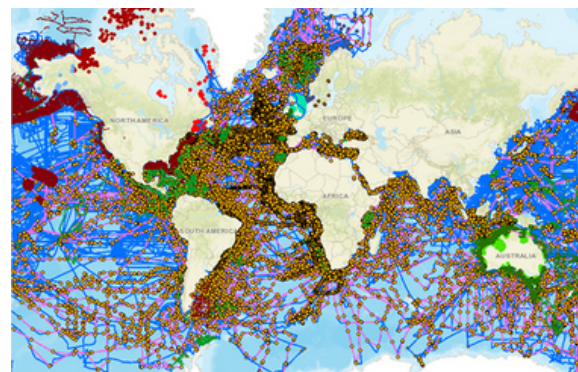 NORTH AMERICA
EUROPE
ASIA
AFRICA
SOUTH AMERICA
AUSTRALIA